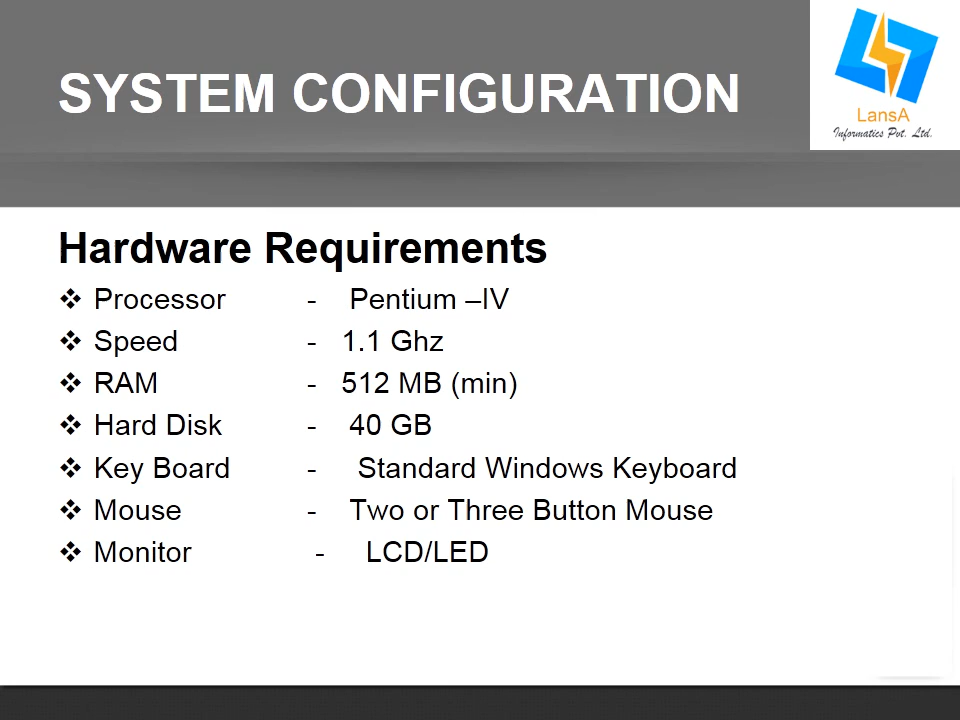 SYSTEM CONFIGURATION
LansA
Informatics Pvt. Ltd.
Hardware Requirements
❖ Processor - Pentium –IV
❖ Speed - 1.1 Ghz
❖ RAM - 512 MB (min)
❖ Hard Disk - 40 GB
❖ Key Board - Standard Windows Keyboard
❖ Mouse - Two or Three Button Mouse
❖ Monitor - LCD/LED